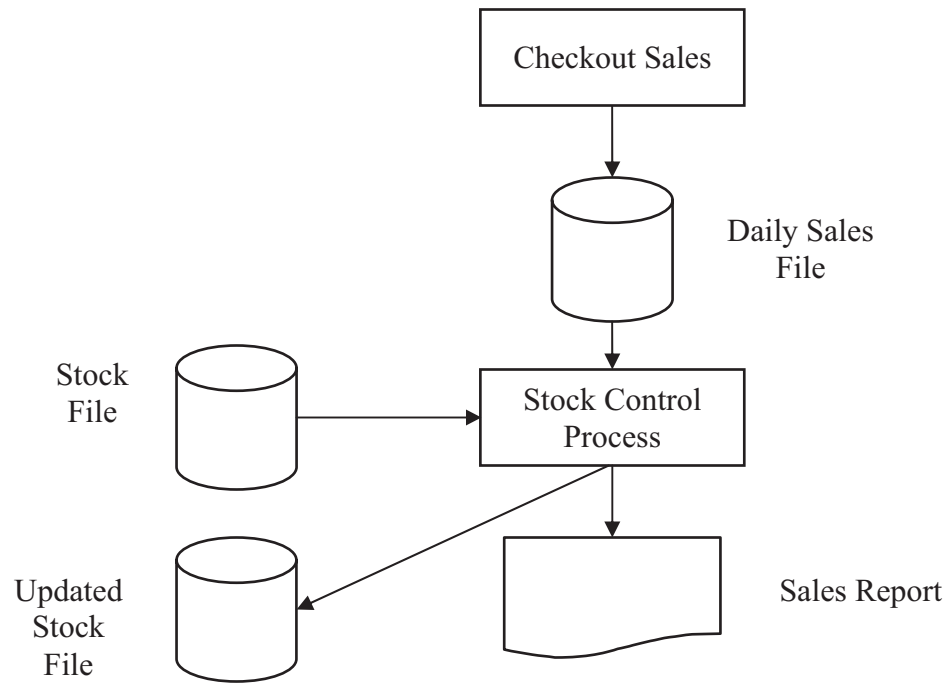 Checkout Sales
Daily Sales
File
Stock
File
Stock Control
Process
Updated
Stock
File
Sales Report